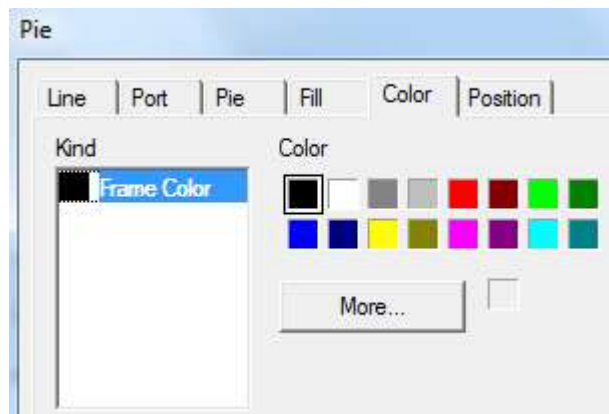 Pie
Line Port Pie Fill Color Position
Kind Color
Frame Color
More...